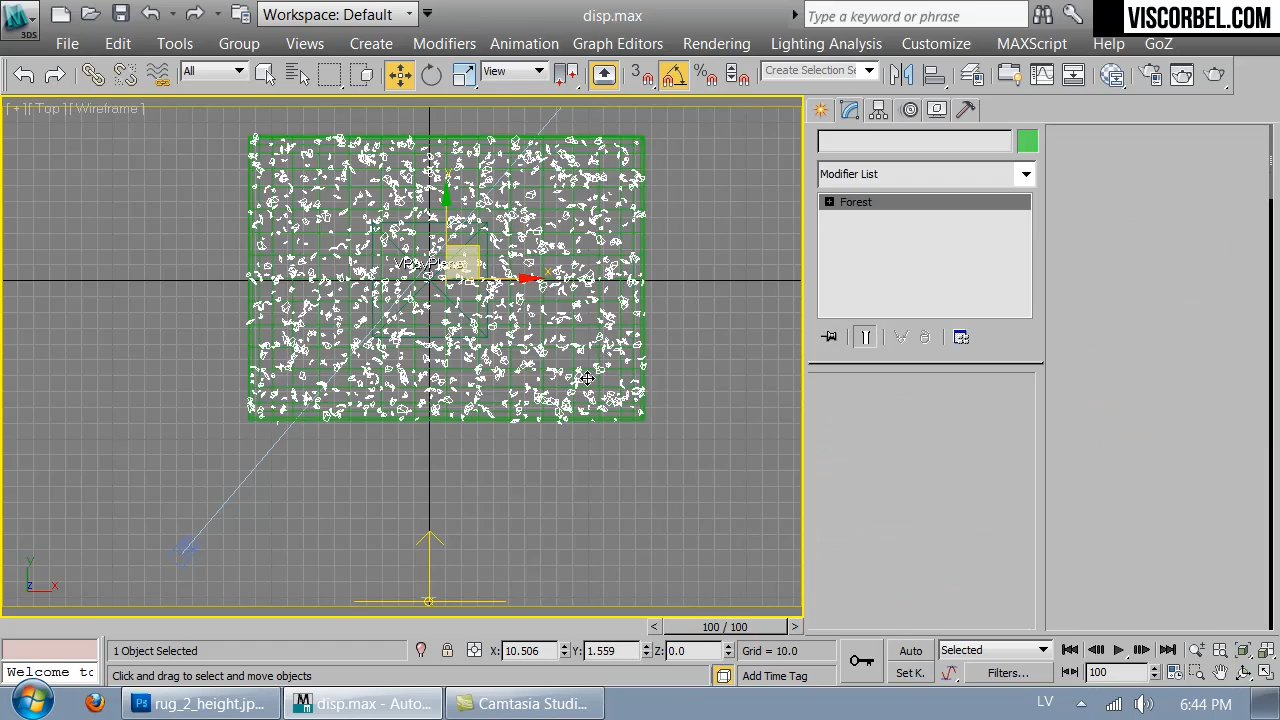 Workspace: Default
disp.max
Type a keyword or phrase
VISCORBEL.COM
3DS
File Edit Tools Group Views Create Modifiers Animation Graph Editors Rendering Lighting Analysis Customize MAXScript Help GoZ
All
View
3
Create Selection Se
[ + ] [ Top ] [ Wireframe ]
Modifier List
Forest
y
x
Y
Z
X
100 / 100
1 Object Selected
X: 10.506
Y: 1.559
Z: 0.0
Grid = 10.0
Auto
Selected
Welcome to
Click and drag to select and move objects
Add Time Tag
Set K.
Filters...
100
rug_2_height.jp...
disp.max - Auto...
Camtasia Studi...
LV
6:44 PM